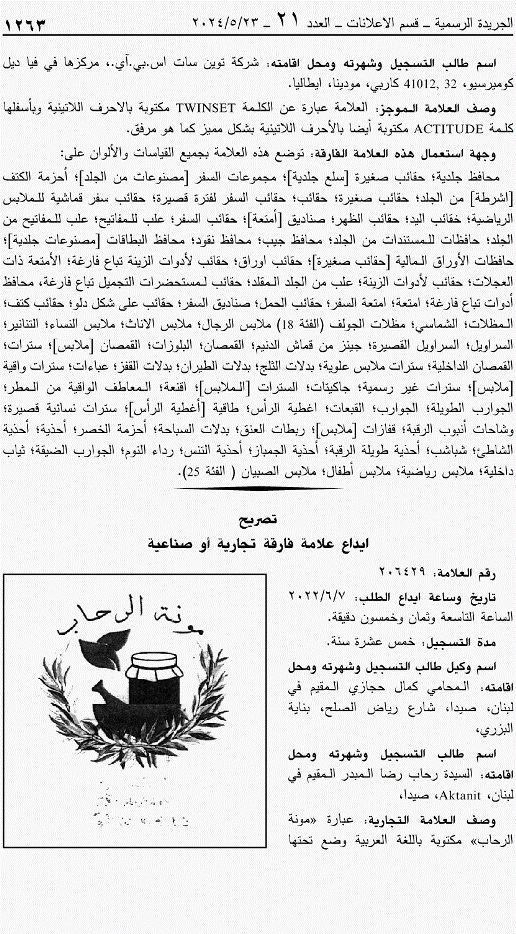 الجريدة الرسمية ــ قسم الاعلانات ــ العدد ٢١ ــ ٢٠٢٤/٥/٢٣
١٢٦٣
اسم طالب التسجيل وشهرته ومحل اقامته: شركة توين سات اس.بي.آي.، مركزها في فيا ديل
كوميرسيو، 32 ,41012 كاربي، مودينا، ايطاليا.
وصف العلامة الموجز: العلامة عبارة عن الكلمة TWINSET مكتوبة بالاحرف اللاتينية وبأسفلها
كلمة ACTITUDE مكتوبة أيضا بالأحرف اللاتينية بشكل مميز كما هو مرفق.
وجهة استعمال هذه العلامة الفارقة: توضع هذه العلامة بجميع القياسات والألوان على:
محافظ جلدية؛ حقائب صغيرة [سلع جلدية]؛ مجموعات السفر [مصنوعات من الجلد]؛ أحزمة الكتف
[اشرطة] من الجلد؛ حقائب صغيرة؛ حقائب؛ حقائب السفر لفترة قصيرة؛ حقائب سفر قماشية للملابس
الرياضية؛ حقائب اليد؛ حقائب الظهر؛ صناديق [أمتعة]؛ حقائب السفر؛ علب للمفاتيح؛ علب للمفاتيح من
الجلد؛ حافظات للمستندات من الجلد؛ محافظ جيب؛ محافظ نقود؛ محافظ البطاقات [مصنوعات جلدية]؛
حافظات الأوراق المالية [حقائب صغيرة]؛ حقائب اوراق؛ حقائب لأدوات الزينة تباع فارغة؛ الأمتعة ذات
العجلات؛ حقائب لأدوات الزينة؛ علب من الجلد المقلد؛ حقائب لمستحضرات التجميل تباع فارغة، محافظ
أدوات تباع فارغة؛ امتعة؛ امتعة السفر؛ حقائب الحمل؛ صناديق السفر؛ حقائب على شكل دلو؛ حقائب كتف؛
المظلات؛ الشماسي؛ مظلات الجولف (الفئة 18) ملابس الرجال؛ ملابس الاناث؛ ملابس النساء؛ التنانير؛
السراويل؛ السراويل القصيرة؛ جينز من قماش الدنيم؛ القمصان؛ البلوزات؛ القمصان [ملابس]؛ سترات؛
القمصان الداخلية؛ سترات ملابس علوية؛ بدلات الثلج؛ بدلات الطيران؛ بدلات القفز؛ عباءات؛ سترات واقية
[ملابس]؛ سترات غير رسمية؛ جاكيتات؛ السترات [الملابس]؛ اقنعة؛ المعاطف الواقية من المطر؛
الجوارب الطويلة؛ الجوارب؛ القبعات؛ اغطية الرأس؛ طاقية [أغطية الرأس]؛ سترات نسائية قصيرة؛
وشاحات أنبوب الرقبة؛ قفازات [ملابس]؛ ربطات العنق؛ بدلات السباحة؛ أحزمة الخصر؛ أحذية؛ أحذية
الشاطئ؛ شباشب؛ أحذية طويلة الرقبة؛ أحذية الجمباز؛ أحذية التنس؛ رداء النوم؛ الجوارب الضيقة؛ ثياب
داخلية؛ ملابس رياضية؛ ملابس أطفال؛ ملابس الصبيان ( الفئة 25).
تصريح
ايداع علامة فارقة تجارية أو صناعية
رقم العلامة: ٢٠٦٤٢٩
تاريخ وساعة ايداع الطلب: ٢٠٢٢/٦/٧
الساعة التاسعة وثمان وخمسون دقيقة.
مدة التسجيل: خمس عشرة سنة.
اسم وكيل طالب التسجيل وشهرته ومحل
اقامته: المحامي كمال حجازي المقيم في
لبنان، صيدا، شارع رياض الصلح، بناية
البزري،
اسم طالب التسجيل وشهرته ومحل
اقامته: السيدة رحاب رضا المبدر المقيم في
لبنان، Aktanit، صيدا،
وصف العلامة التجارية: عبارة «مونة
الرحاب» مكتوبة باللغة العربية وضع تحتها
مونة الرحاب